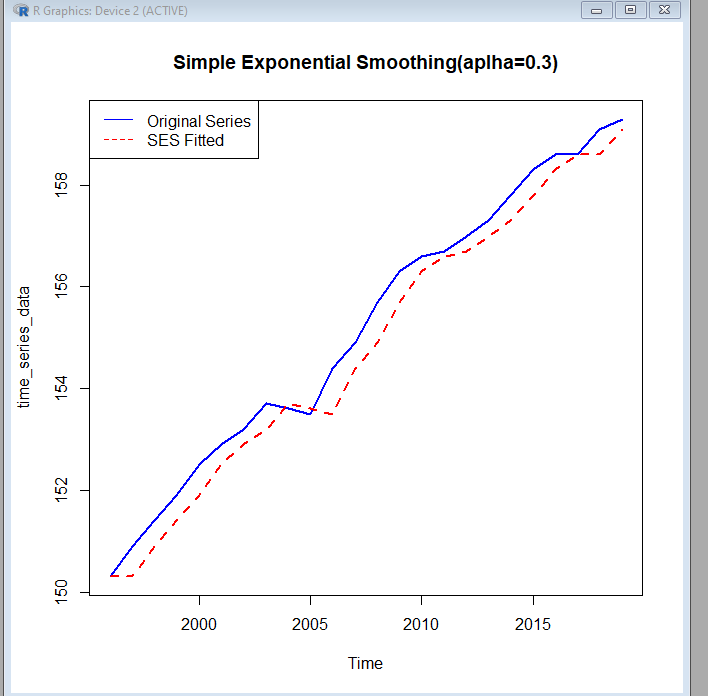 R Graphics: Device 2 (ACTIVE)
Simple Exponential Smoothing(aplha=0.3)
Original Series
SES Fitted
158
156
154
152
150
time_series_data
2000 2005 2010 2015
Time